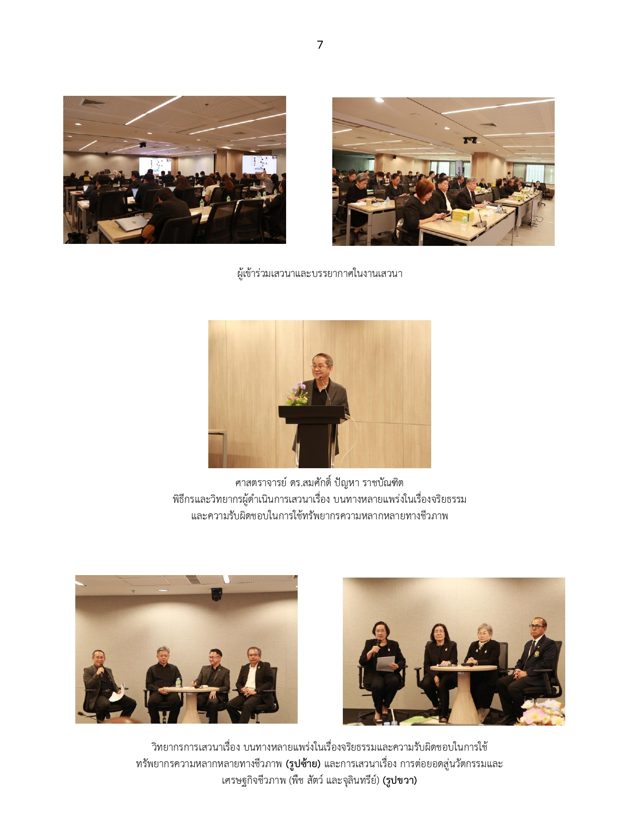 7
ผู้เข้าร่วมเสวนาและบรรยากาศในงานเสวนา
ศาสตราจารย์ ดร.สมศักดิ์ ปัญหา ราชบัณฑิต
พิธีกรและวิทยากรผู้ดำเนินการเสวนาเรื่อง บนทางหลายแพร่งในเรื่องจริยธรรม
และความรับผิดชอบในการใช้ทรัพยากรความหลากหลายทางชีวภาพ
วิทยากรการเสวนาเรื่อง บนทางหลายแพร่งในเรื่องจริยธรรมและความรับผิดชอบในการใช้
ทรัพยากรความหลากหลายทางชีวภาพ (รูปซ้าย) และการเสวนาเรื่อง การต่อยอดสู่นวัตกรรมและ
เศรษฐกิจชีวภาพ (พืช สัตว์ และจุลินทรีย์) (รูปขวา)